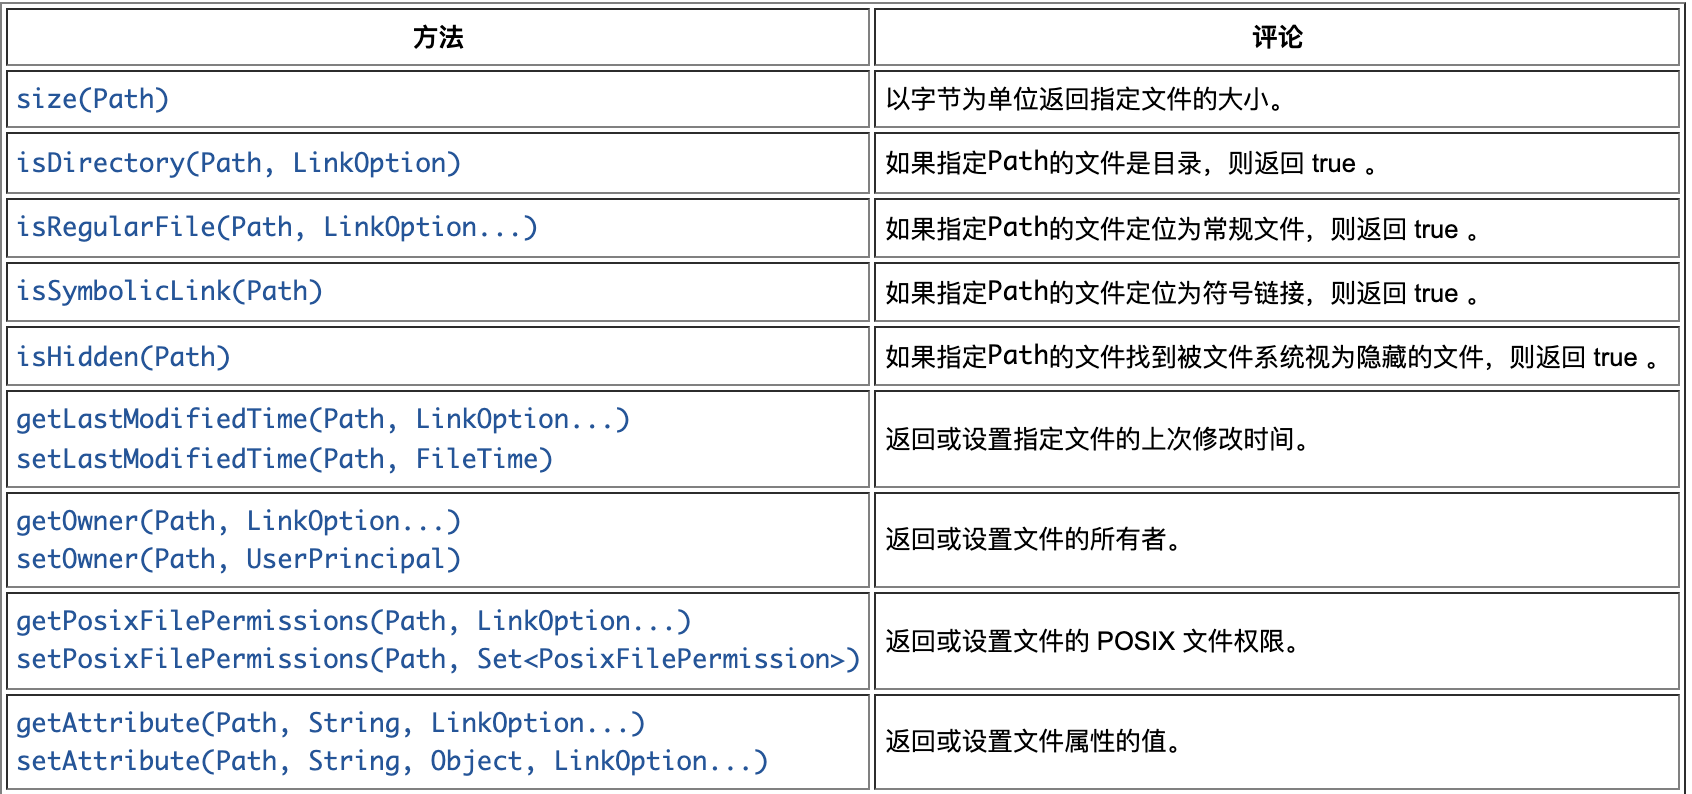 方法
评论
size(Path)
以字节为单位返回指定文件的大小。
isDirectory(Path, LinkOption)
如果指定Path的文件是目录，则返回 true 。
isRegularFile(Path, LinkOption...)
如果指定Path的文件定位为常规文件，则返回 true 。
isSymbolicLink(Path)
如果指定Path的文件定位为符号链接，则返回 true 。
isHidden(Path)
如果指定Path的文件找到被文件系统视为隐藏的文件，则返回 true 。
getLastModifiedTime(Path, LinkOption...)
setLastModifiedTime(Path, FileTime)
返回或设置指定文件的上次修改时间。
getOwner(Path, LinkOption...)
setOwner(Path, UserPrincipal)
返回或设置文件的所有者。
getPosixFilePermissions(Path, LinkOption...)
setPosixFilePermissions(Path, Set<PosixFilePermission>)
返回或设置文件的 POSIX 文件权限。
getAttribute(Path, String, LinkOption...)
setAttribute(Path, String, Object, LinkOption...)
返回或设置文件属性的值。